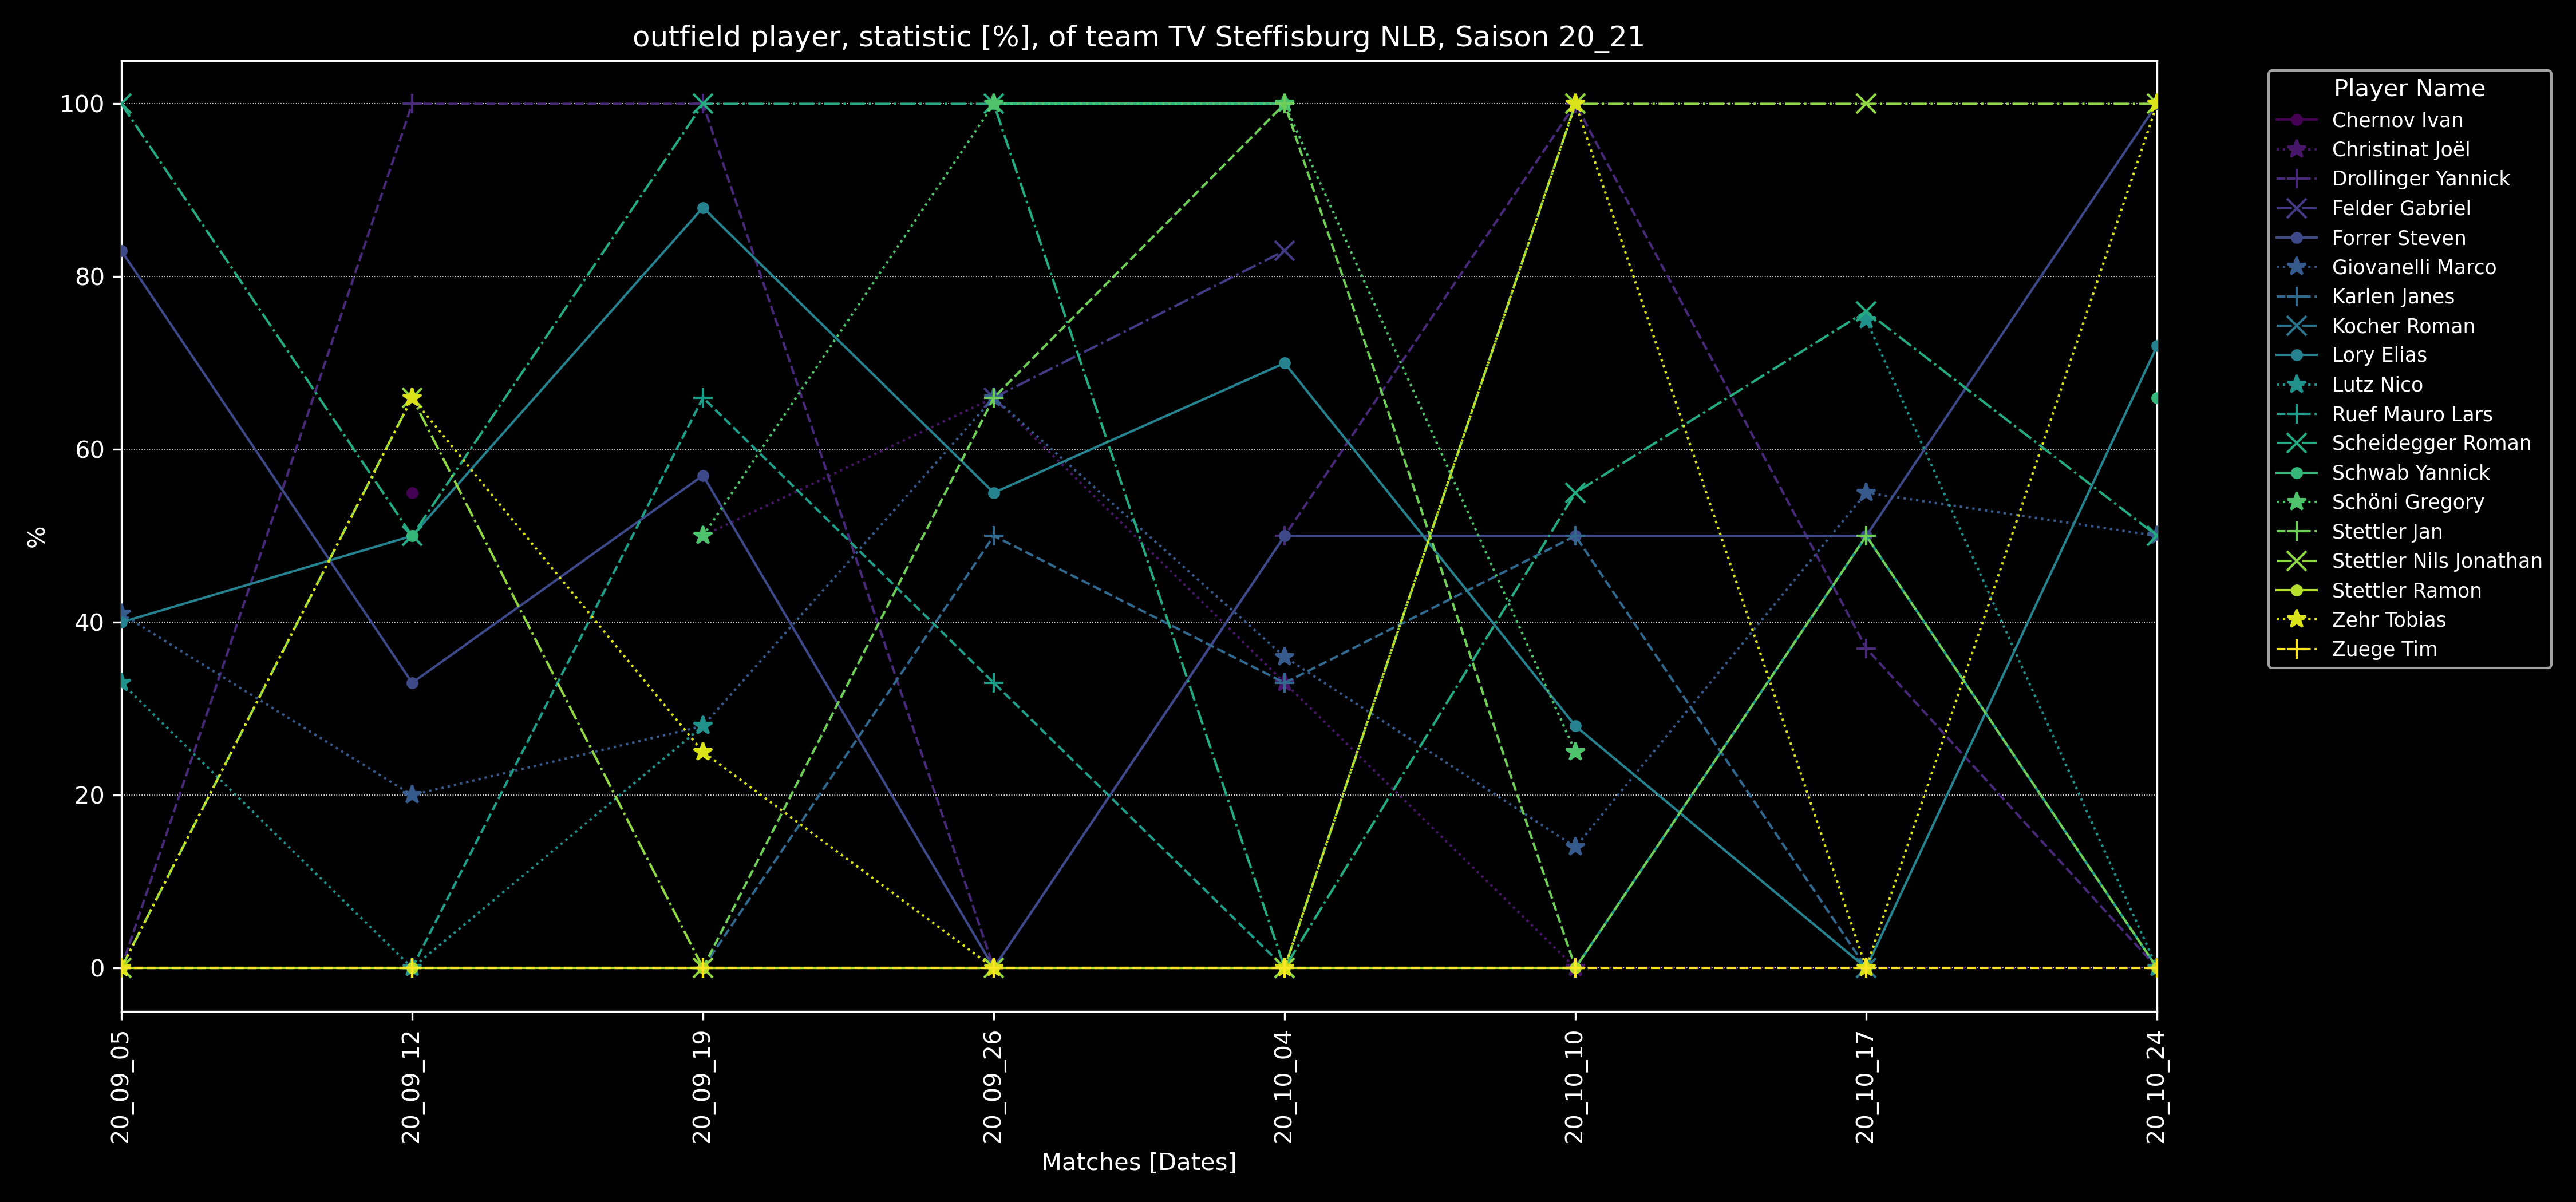 outfield player, statistic [%], of team TV Steffisburg NLB, Saison 20_21
100
80
60
40
20
0
%
20_09_05
20_09_12
20_09_19
20_09_26
20_10_04
20_10_10
20_10_17
20_10_24
Matches [Dates]
Player Name
Chernov Ivan
Christinat Joël
Drollinger Yannick
Felder Gabriel
Forrer Steven
Giovanelli Marco
Karlen Janes
Kocher Roman
Lory Elias
Lutz Nico
Ruef Mauro Lars
Scheidegger Roman
Schwab Yannick
Schöni Gregory
Stettler Jan
Stettler Nils Jonathan
Stettler Ramon
Zehr Tobias
Zuege Tim